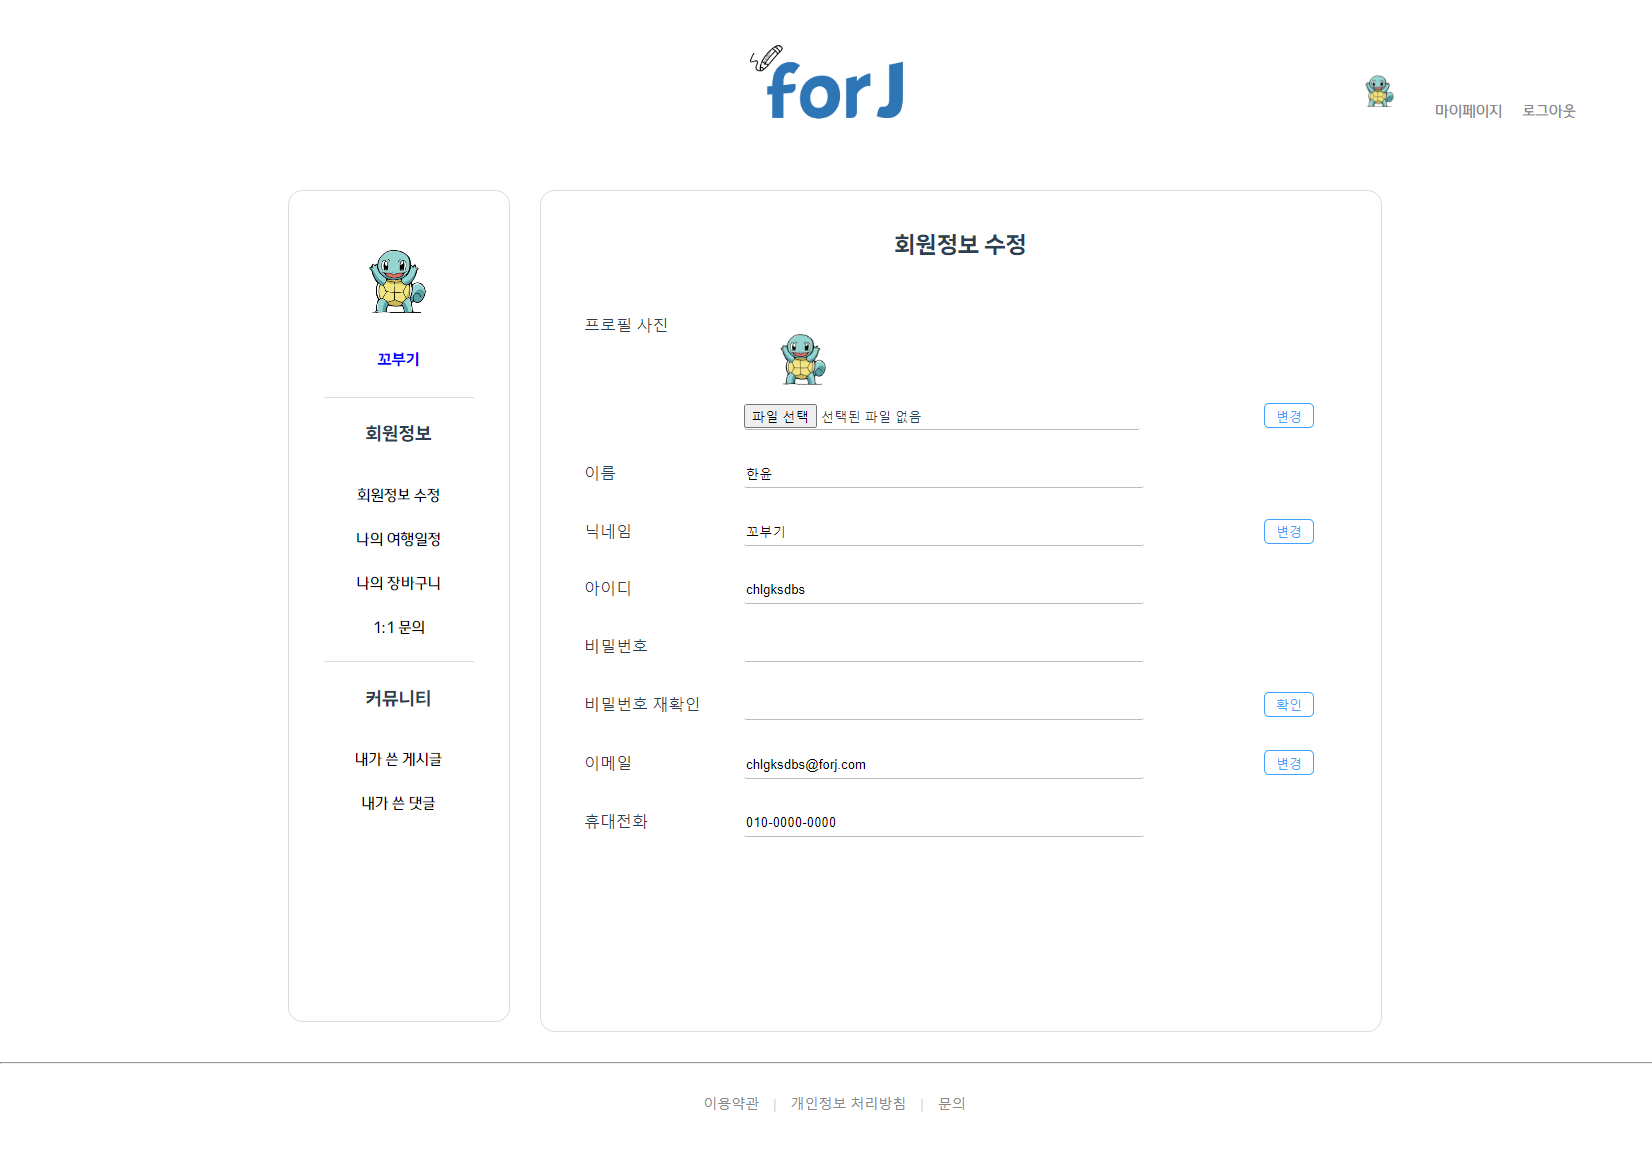 forJ
마이페이지 로그아웃
꼬부기
회원정보
회원정보 수정
나의 여행일정
나의 장바구니
1:1 문의
커뮤니티
내가 쓴 게시글
내가 쓴 댓글
회원정보 수정
프로필 사진
파일 선택 선택된 파일 없음 변경
이름 한윤
닉네임 꼬부기 변경
아이디 chlgksdbs
비밀번호
비밀번호 재확인 확인
이메일 chlgksdbs@forj.com 변경
휴대전화 010-0000-0000
이용약관 | 개인정보 처리방침 | 문의